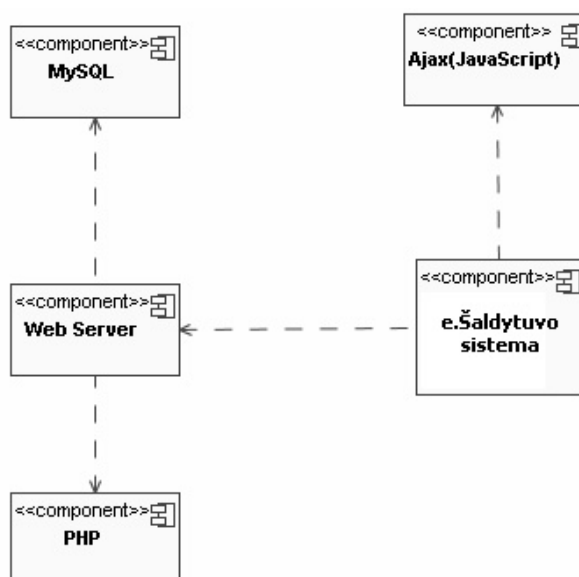 <<component>>
MySQL
<<component>>
Ajax(JavaScript)
<<component>>
Web Server
<<component>>
e.Šaldytuvo
sistema
<<component>>
PHP